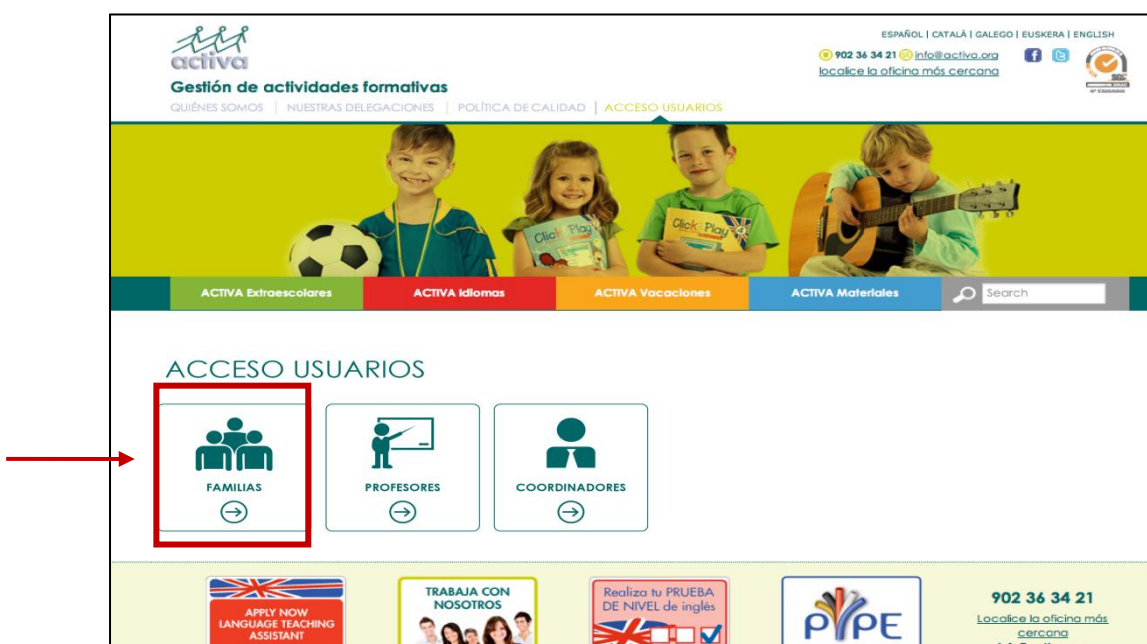 activa
Gestión de actividades formativas
QUIÉNES SOMOS | NUESTRAS DELEGACIONES | POLÍTICA DE CALIDAD | ACCESO USUARIOS
ESPAÑOL | CATALÀ | GALEGO | EUSKERA | ENGLISH
902 36 34 21 info@activa.org
localice la oficina más cercana
SGS
Click Play
Click Play
ACTIVA Extraescolares
ACTIVA Idiomas
ACTIVA Vacaciones
ACTIVA Materiales
Search
ACCESO USUARIOS
FAMILIAS
PROFESORES
COORDINADORES
APPLY NOW
LANGUAGE TEACHING
ASSISTANT
TRABAJA CON
NOSOTROS
Realiza tu PRUEBA
DE NIVEL de inglés
PYPE
902 36 34 21
Localice la oficina más
cercana